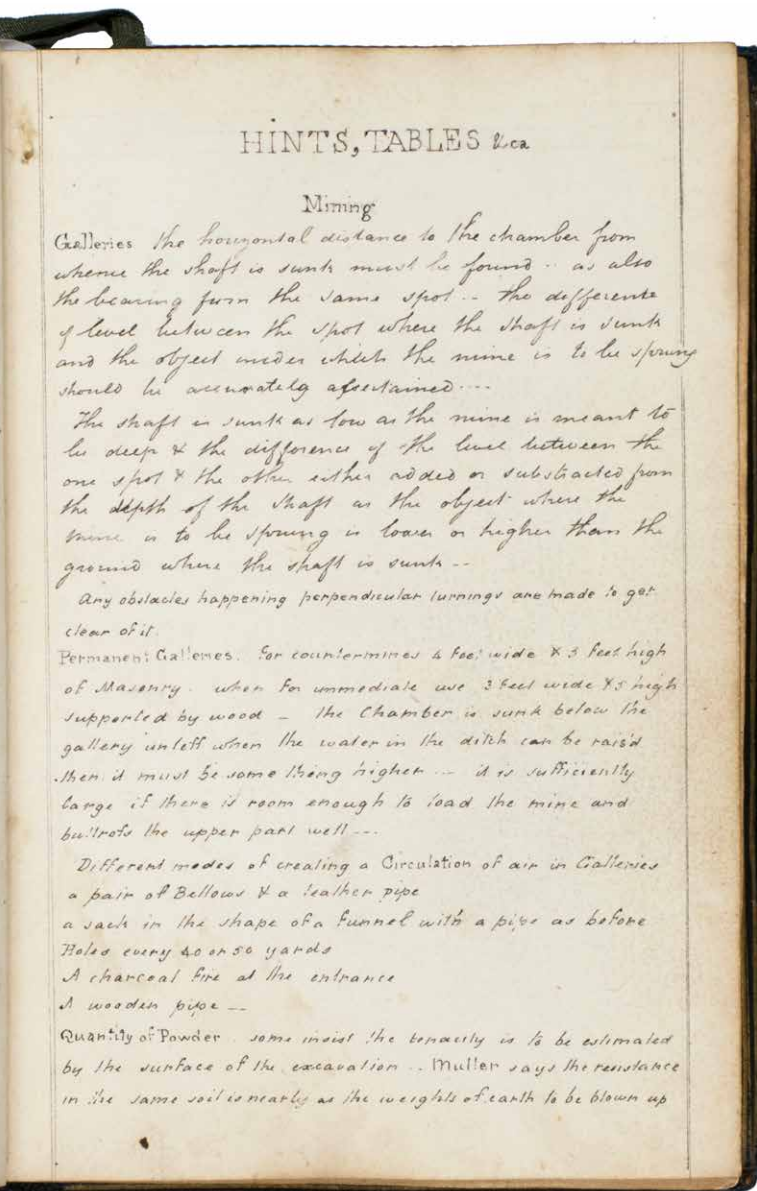 HINTS, TABLES &ca
Mining
Galleries the horizontal distance to the chamber from
whence the shaft is sunk must be found .. as also
the bearing from the same spot .. the difference
of level between the spot where the shaft is sunk
and the object under which the mine is to be sprung
should be accurately assertained ....
The shaft is sunk as low as the mine is meant to
be deep & the difference of the level between the
one spot & the other either added or substracted from
the depth of the shaft as the object where the
mine is to be sprung is lower or higher than the
ground where the shaft is sunk --
Any obstacles happening perpendicular turnings are made to get
clear of it.
Permanent Galleries. for countermines 4 feet wide & 5 feet high
of Masonry. when for immediate use 3 feet wide & 5 high
supported by wood - the Chamber is sunk below the
gallery unless when the water in the ditch can be rais'd
then it must be some thing higher --- it is sufficiently
large if there is room enough to load the mine and
buttross the upper part well ---
Different modes of creating a Circulation of air in Galleries
a pair of Bellows & a leather pipe
a sack in the shape of a funnel with a pipe as before
Holes every 40 or 50 yards
A charcoal fire at the entrance
A wooden pipe --
Quantity of Powder. some insist the tenacity is to be estimated
by the surface of the excavation .. Muller says the resistance
in the same soil is nearly as the weights of earth to be blown up